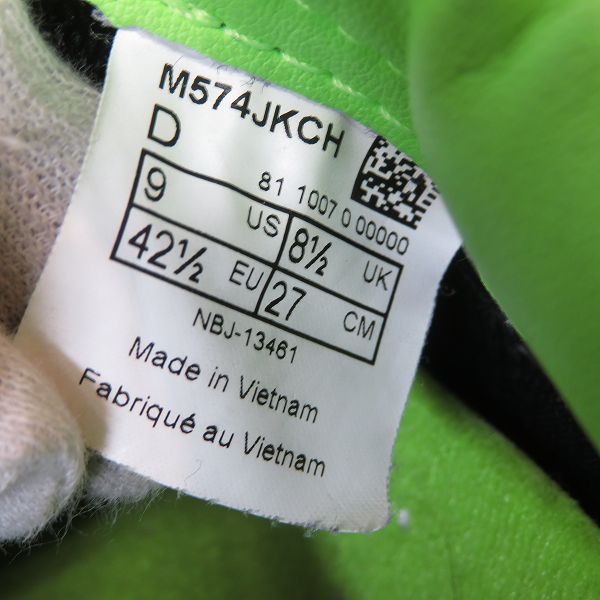 M574JKCH
D
81 1007 0 00000
9 US 8½ UK
42½ EU 27 CM
NBJ-13461
Made in Vietnam
Fabriqué au Vietnam